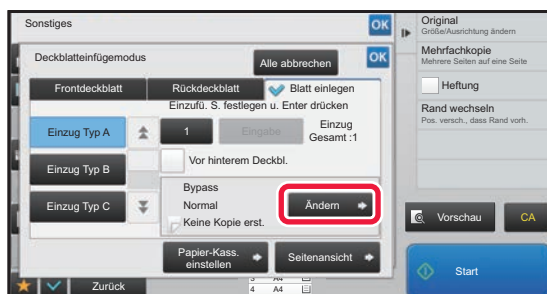 Sonstiges
OK
Deckblatteinfügemodus
Alle abbrechen
OK
Frontdeckblatt
Rückdeckblatt
Blatt einlegen
Einzufü. S. festlegen u. Enter drücken
Einzug Typ A
1
Eingabe
Einzug
Gesamt :1
Einzug Typ B
Vor hinterem Deckbl.
Einzug Typ C
Bypass
Normal
Keine Kopie erst.
Ändern
Papier-Kass.
einstellen
Seitenansicht
Zurück
3 A4
4 A4
Original
Größe/Ausrichtung ändern
Mehrfachkopie
Mehrere Seiten auf eine Seite
Heftung
Rand wechseln
Pos. versch., dass Rand vorh.
Vorschau
CA
Start